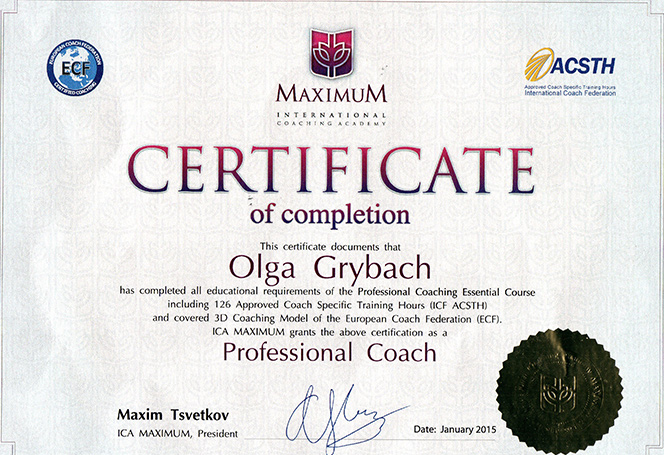 EUROPEAN COACH FEDERATION
ECF
CERTIFIED COACHING
MAXIMUM
INTERNATIONAL
COACHING ACADEMY
ACSTH
Approved Coach Specific Training Hours
International Coach Federation
CERTIFICATE
of completion
This certificate documents that
Olga Grybach
has completed all educational requirements of the Professional Coaching Essential Course
including 126 Approved Coach Specific Training Hours (ICF ACSTH)
and covered 3D Coaching Model of the European Coach Federation (ECF).
ICA MAXIMUM grants the above certification as a
Professional Coach
Maxim Tsvetkov
ICA MAXIMUM, President
Date: January 2015